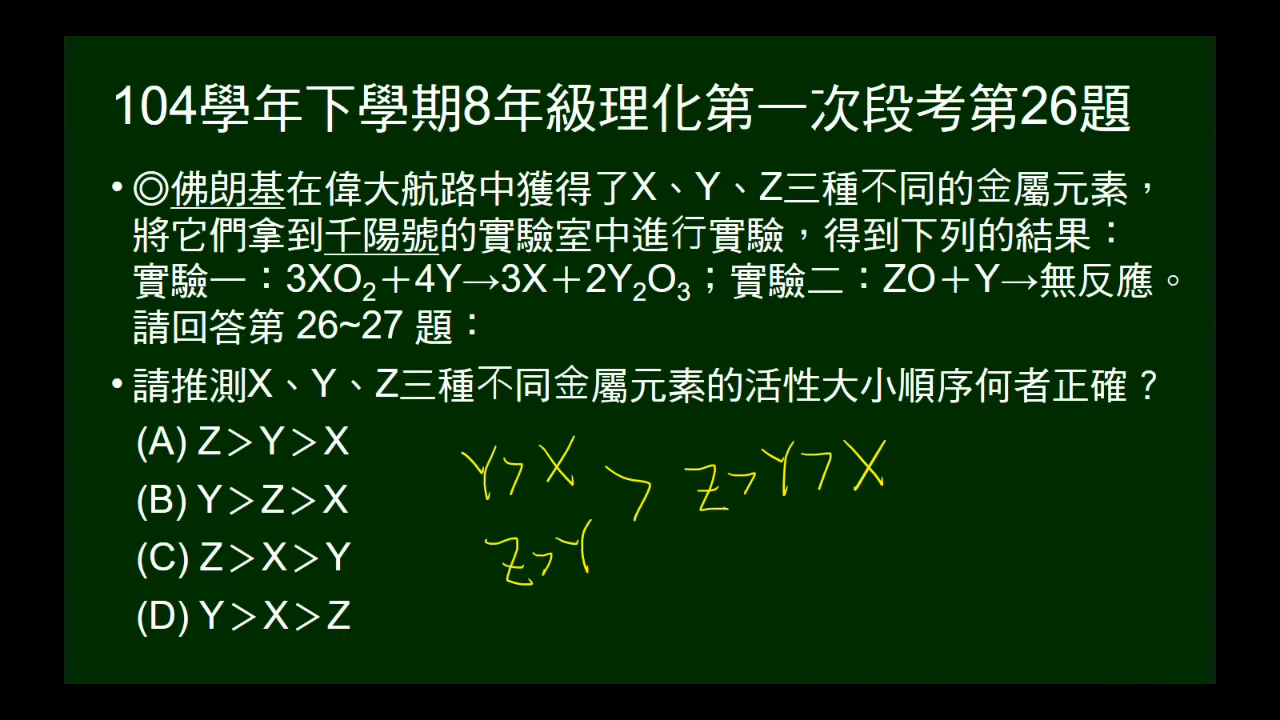 104學年下學期8年級理化第一次段考第26題
• ◎佛朗基在偉大航路中獲得了X、Y、Z三種不同的金屬元素，
將它們拿到千陽號的實驗室中進行實驗，得到下列的結果：
實驗一：3XO₂＋4Y→3X＋2Y₂O₃；實驗二：ZO＋Y→無反應。
請回答第 26~27 題：
• 請推測X、Y、Z三種不同金屬元素的活性大小順序何者正確？
(A) Z＞Y＞X
(B) Y＞Z＞X
(C) Z＞X＞Y
(D) Y＞X＞Z
Y>X > Z>Y>X
Z>Y